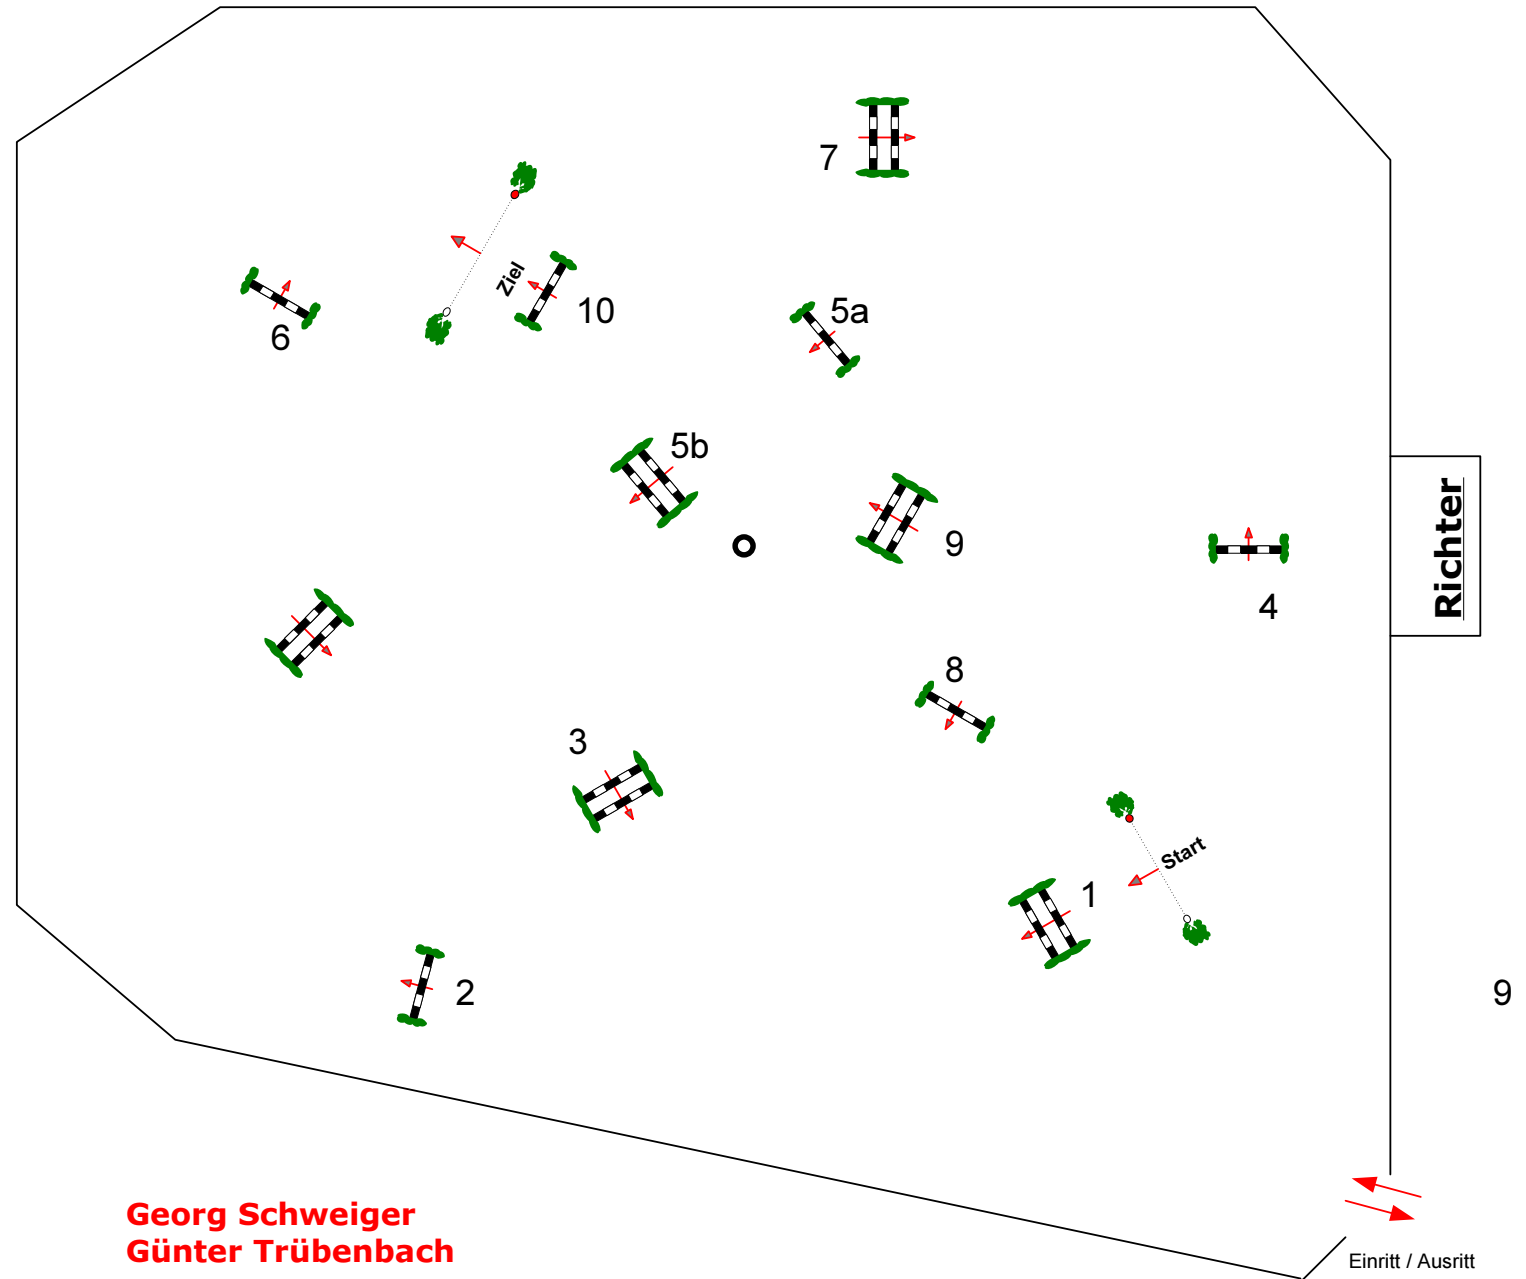 7
Ziel
10
5a
6
5b
Richter
9
4
8
3
Start
1
2
9
Georg Schweiger
Günter Trübenbach
Einritt / Ausritt